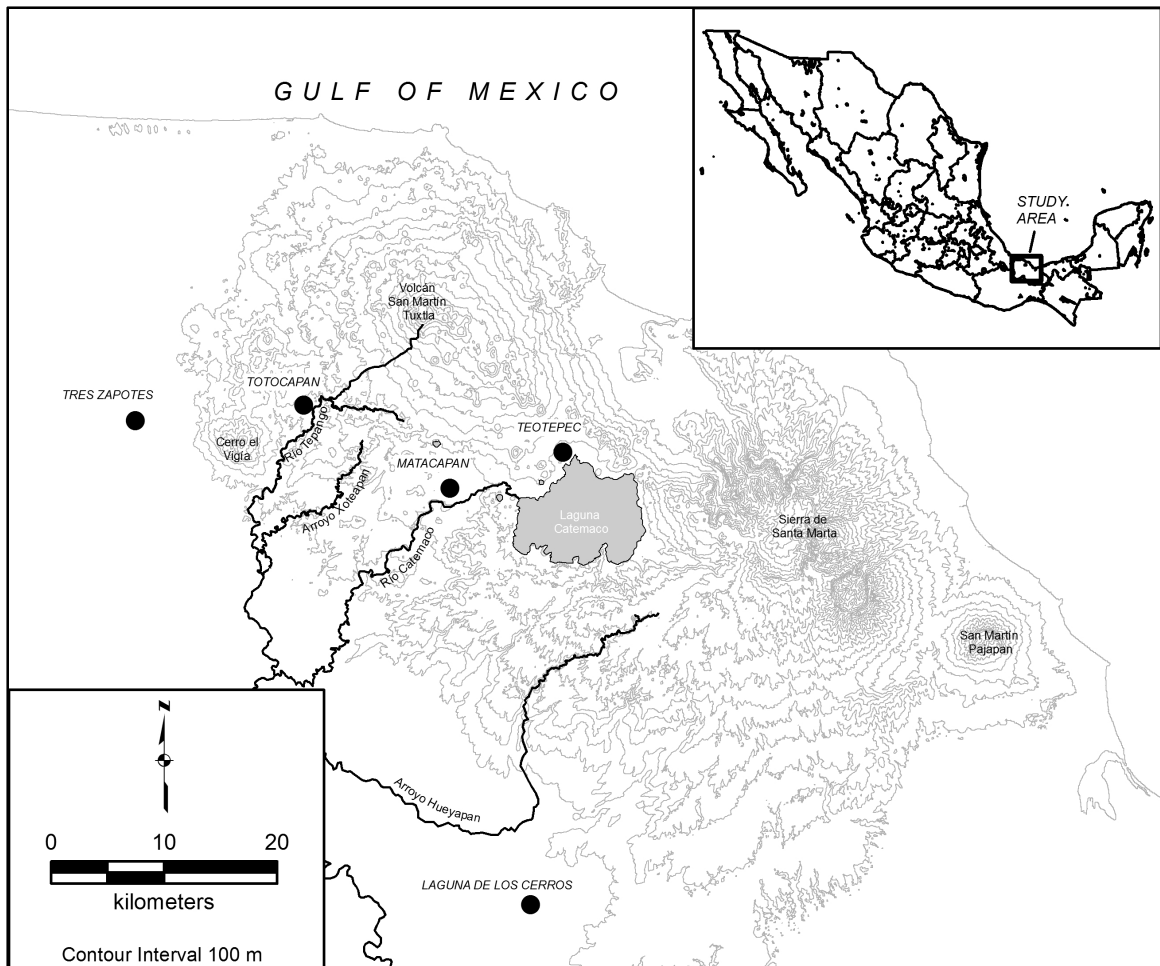 GULF OF MEXICO
STUDY
AREA
Volcán
San Martín
Tuxtla
TRES ZAPOTES
TOTOCAPAN
Cerro el
Vigía
Río Tepango
TEOTEPEC
MATACAPAN
Arroyo Xoteapan
Río Catemaco
Laguna
Catemaco
Sierra de
Santa Marta
San Martín
Pajapan
Arroyo Hueyapan
LAGUNA DE LOS CERROS
N
0 10 20
kilometers
Contour Interval 100 m